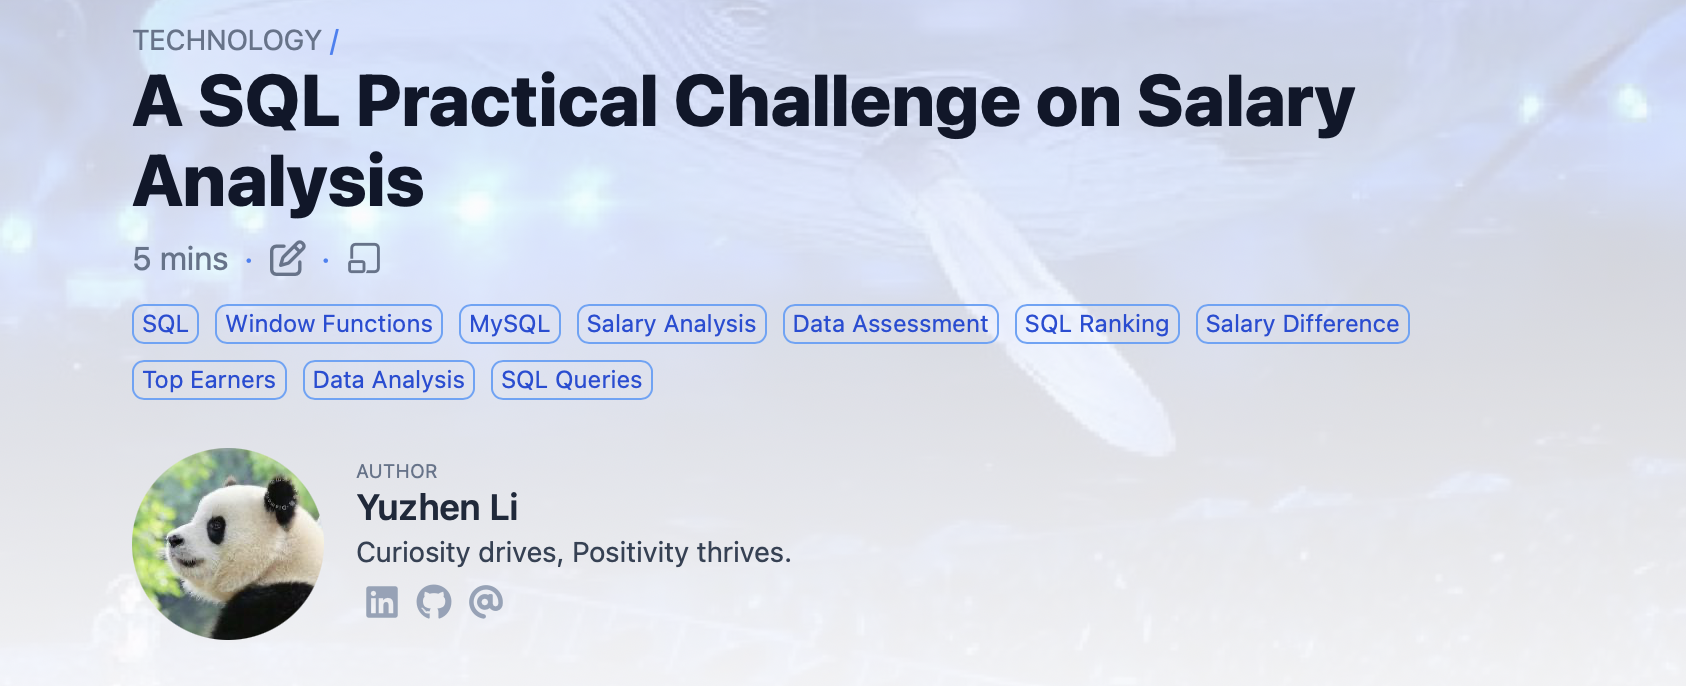 TECHNOLOGY /
A SQL Practical Challenge on Salary
Analysis
5 mins · ·
SQL Window Functions MySQL Salary Analysis Data Assessment SQL Ranking Salary Difference
Top Earners Data Analysis SQL Queries
AUTHOR
Yuzhen Li
Curiosity drives, Positivity thrives.
in @